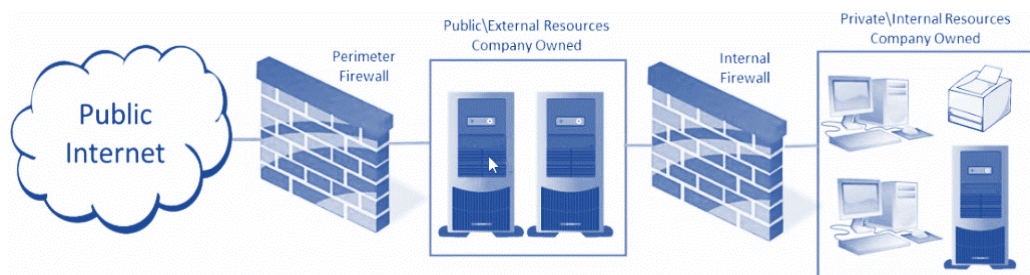 Public
Internet
Perimeter
Firewall
Public\External Resources
Company Owned
Internal
Firewall
Private\Internal Resources
Company Owned